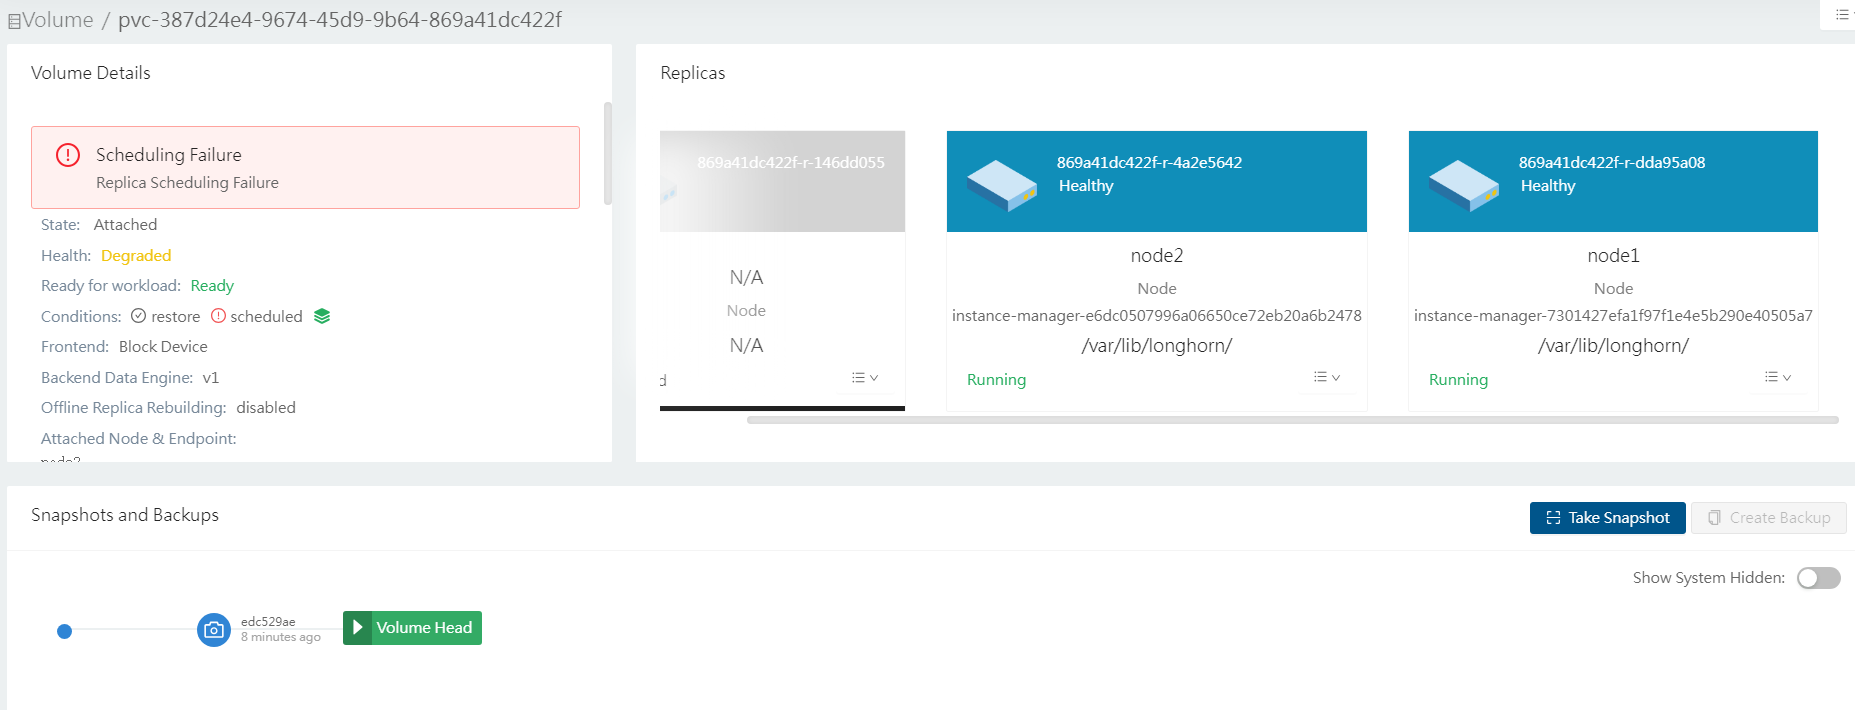 Volume / pvc-387d24e4-9674-45d9-9b64-869a41dc422f
Volume Details
Scheduling Failure
Replica Scheduling Failure
State: Attached
Health: Degraded
Ready for workload: Ready
Conditions: restore scheduled
Frontend: Block Device
Backend Data Engine: v1
Offline Replica Rebuilding: disabled
Attached Node & Endpoint:
Replicas
869a41dc422f-r-146dd055
N/A
Node
N/A
869a41dc422f-r-4a2e5642
Healthy
node2
Node
instance-manager-e6dc0507996a06650ce72eb20a6b2478
/var/lib/longhorn/
Running
869a41dc422f-r-dda95a08
Healthy
node1
Node
instance-manager-7301427efa1f97f1e4e5b290e40505a7
/var/lib/longhorn/
Running
Snapshots and Backups
Take Snapshot
Create Backup
Show System Hidden:
edc529ae
8 minutes ago
Volume Head